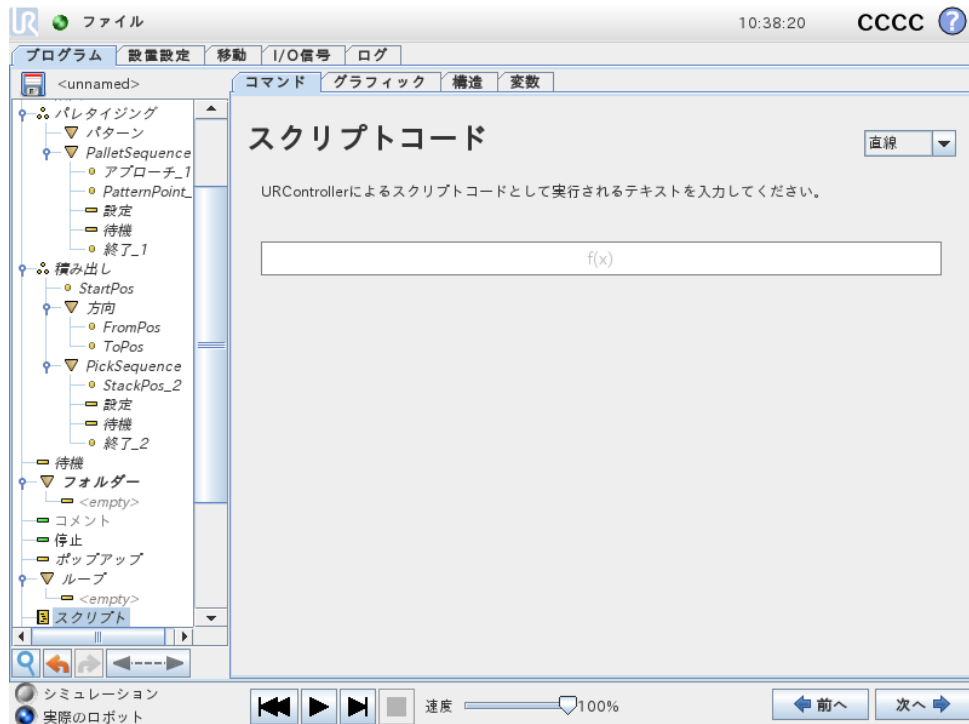 UR ファイル 10:38:20 CCCC ?
プログラム 設置設定 移動 I/O信号 ログ
<unnamed>
コマンド グラフィック 構造 変数
パレタイジング
パターン
PalletSequence
アプローチ_1
PatternPoint_
設定
待機
終了_1
積み出し
StartPos
方向
FromPos
ToPos
PickSequence
StackPos_2
設定
待機
終了_2
待機
フォルダー
<empty>
コメント
停止
ポップアップ
ループ
<empty>
スクリプト
スクリプトコード
直線
URControllerによるスクリプトコードとして実行されるテキストを入力してください。
f(x)
シミュレーション
実際のロボット
速度 100%
前へ 次へ